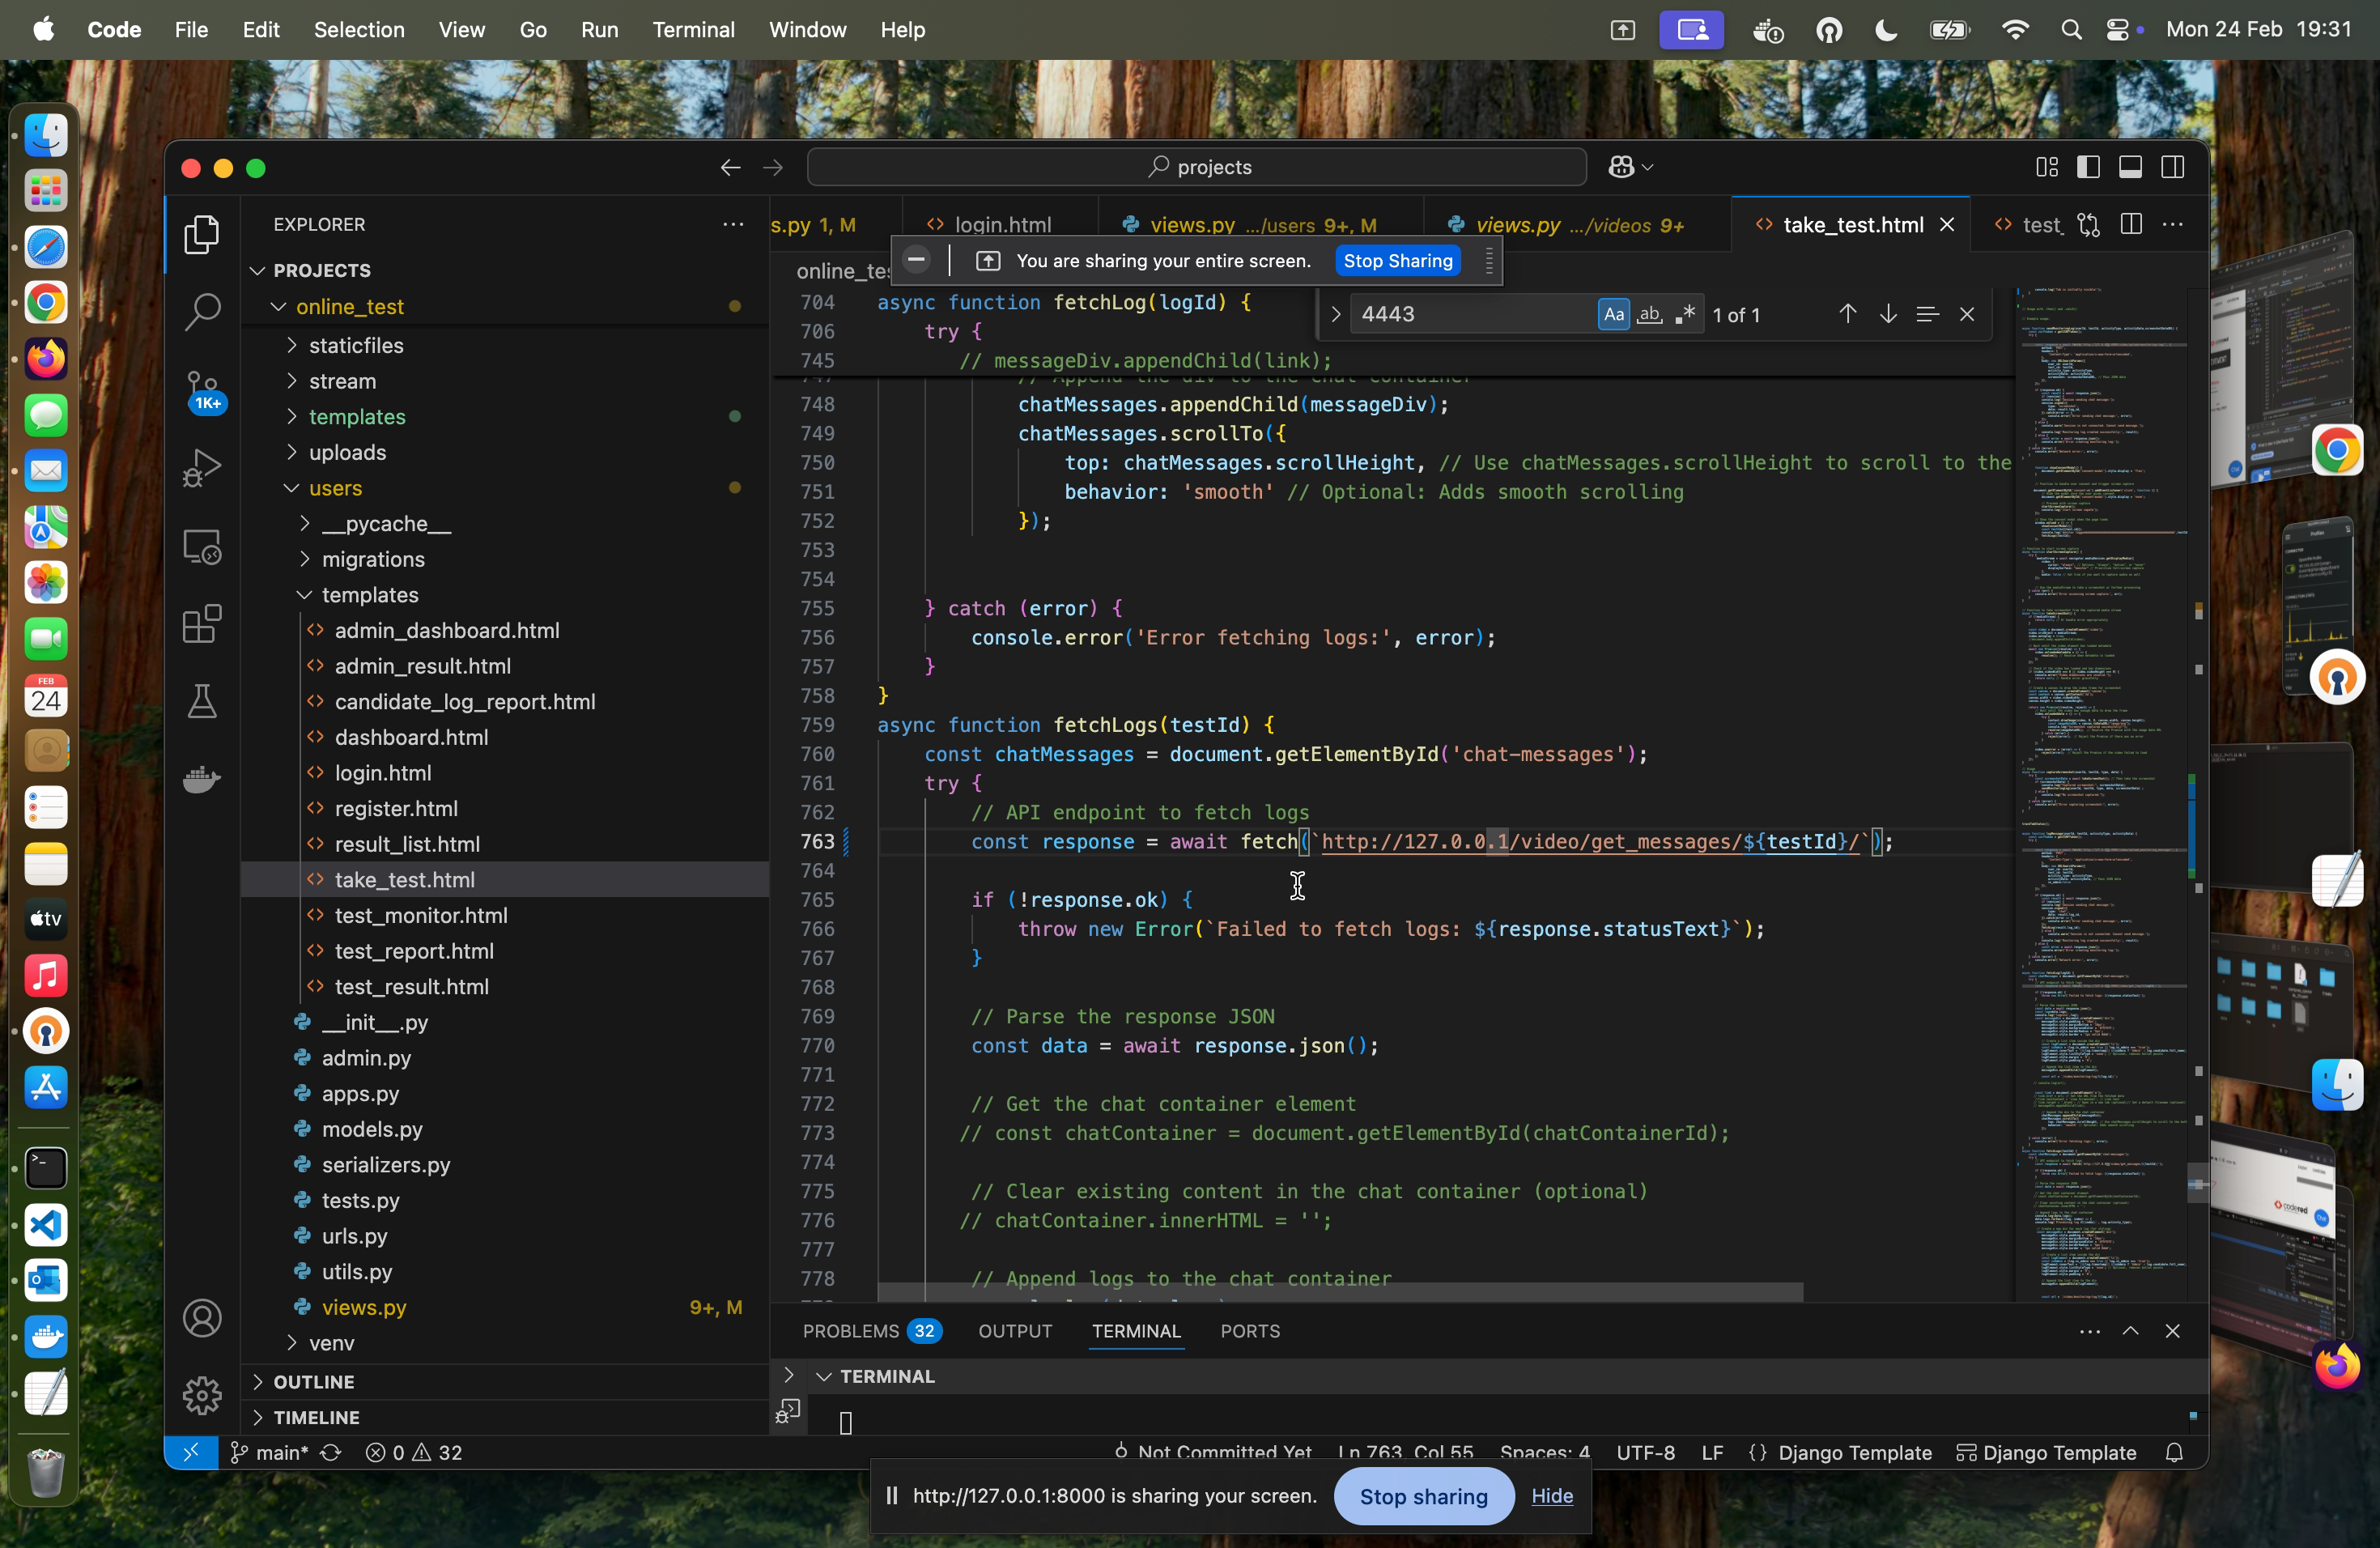 Code File Edit Selection View Go Run Terminal Window Help Mon 24 Feb 19:31
projects
EXPLORER
s.py 1, M login.html views.py .../users 9+, M views.py .../videos 9+ take_test.html test_
You are sharing your entire screen. Stop Sharing
PROJECTS
online_test
online_tes
4443 Aa ab 1 of 1
staticfiles
stream
templates
uploads
users
__pycache__
migrations
templates
admin_dashboard.html
admin_result.html
candidate_log_report.html
dashboard.html
login.html
register.html
result_list.html
take_test.html
test_monitor.html
test_report.html
test_result.html
__init__.py
admin.py
apps.py
models.py
serializers.py
tests.py
urls.py
utils.py
views.py 9+, M
venv
OUTLINE
TIMELINE
1K+
FEB
24
tv
704 async function fetchLog(logId) {
706 try {
745 // messageDiv.appendChild(link);
747 // Append the div to the chat container
748 chatMessages.appendChild(messageDiv);
749 chatMessages.scrollTo({
750 top: chatMessages.scrollHeight, // Use chatMessages.scrollHeight to scroll to the
751 behavior: 'smooth' // Optional: Adds smooth scrolling
752 });
753
754
755 } catch (error) {
756 console.error('Error fetching logs:', error);
757 }
758 }
759 async function fetchLogs(testId) {
760 const chatMessages = document.getElementById('chat-messages');
761 try {
762 // API endpoint to fetch logs
763 const response = await fetch(`http://127.0.0.1/video/get_messages/${testId}/`);
764
765 if (!response.ok) {
766 throw new Error(`Failed to fetch logs: ${response.statusText}`);
767 }
768
769 // Parse the response JSON
770 const data = await response.json();
771
772 // Get the chat container element
773 // const chatContainer = document.getElementById(chatContainerId);
774
775 // Clear existing content in the chat container (optional)
776 // chatContainer.innerHTML = '';
777
778 // Append logs to the chat container
PROBLEMS 32 OUTPUT TERMINAL PORTS
TERMINAL
main* 0 32 Not Committed Yet Ln 763, Col 55 Spaces: 4 UTF-8 LF {} Django Template Django Template
http://127.0.0.1:8000 is sharing your screen. Stop sharing Hide